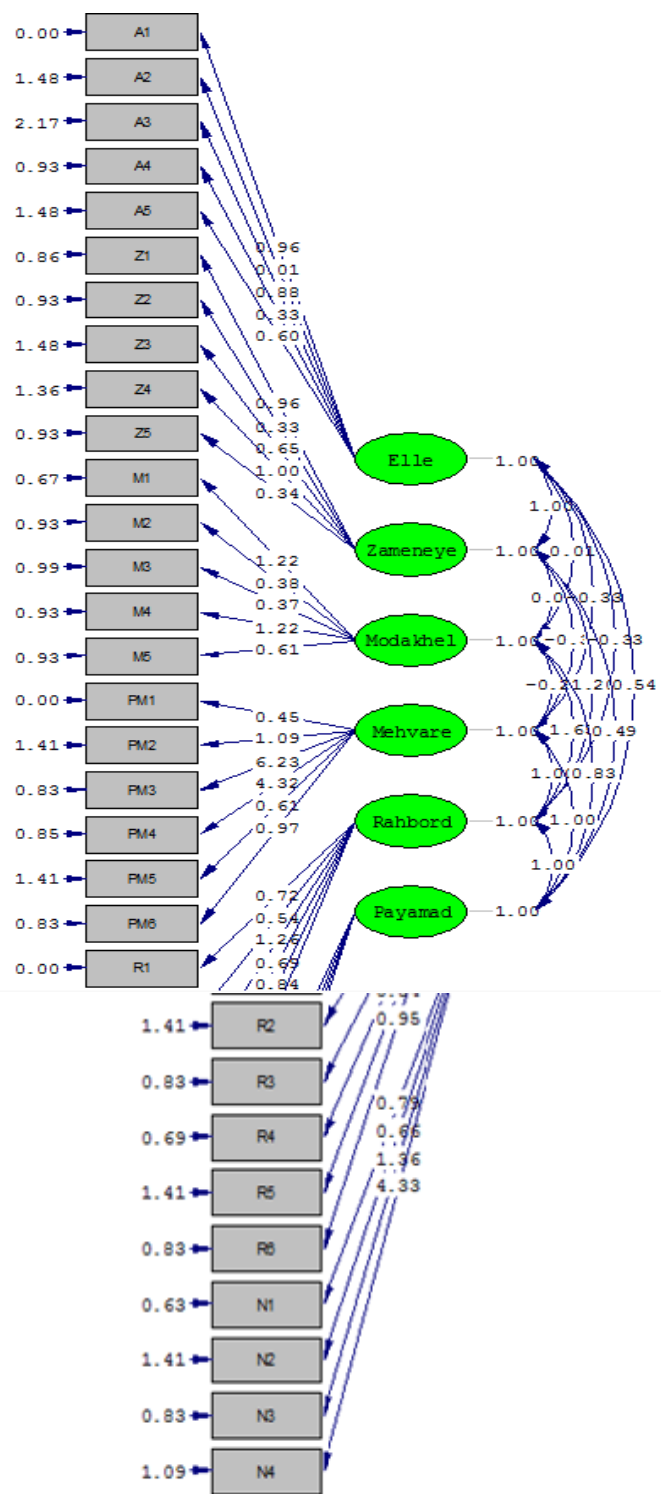 0.00 A1
1.48 A2
2.17 A3
0.93 A4
1.48 A5
0.86 Z1
0.93 Z2
1.48 Z3
1.36 Z4
0.93 Z5
0.67 M1
0.93 M2
0.99 M3
0.93 M4
0.93 M5
0.00 PM1
1.41 PM2
0.83 PM3
0.85 PM4
1.41 PM5
0.83 PM6
0.00 R1
0.96
0.01
0.88
0.33
0.60
0.96
0.33
0.65
1.00
0.34
1.22
0.38
0.37
1.22
0.61
0.45
1.09
6.23
4.32
0.61
0.97
0.72
0.54
1.26
0.69
0.84
Elle 1.00
Zameneye 1.00
Modakhel 1.00
Mehvare 1.00
Rahbord 1.00
Payamad 1.00
1.00
0.01
-0.33
-0.33
0.54
0.49
0.83
1.00
1.00
1.41 R2
0.83 R3
0.69 R4
1.41 R5
0.83 R6
0.63 N1
1.41 N2
0.83 N3
1.09 N4
0.95
0.79
0.66
1.36
4.33